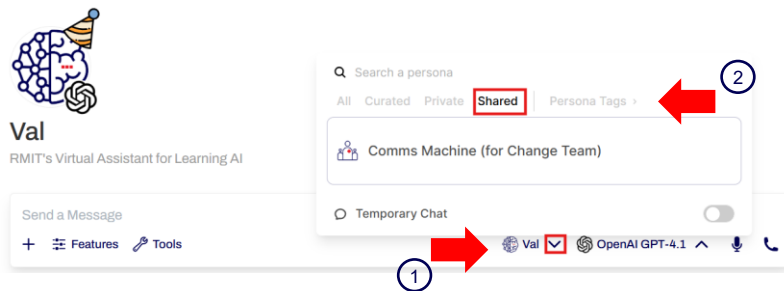 Val
RMIT's Virtual Assistant for Learning AI
Search a persona
All Curated Private Shared Persona Tags ›
2
Comms Machine (for Change Team)
Temporary Chat
Send a Message
+ Features Tools Val OpenAI GPT-4.1
1